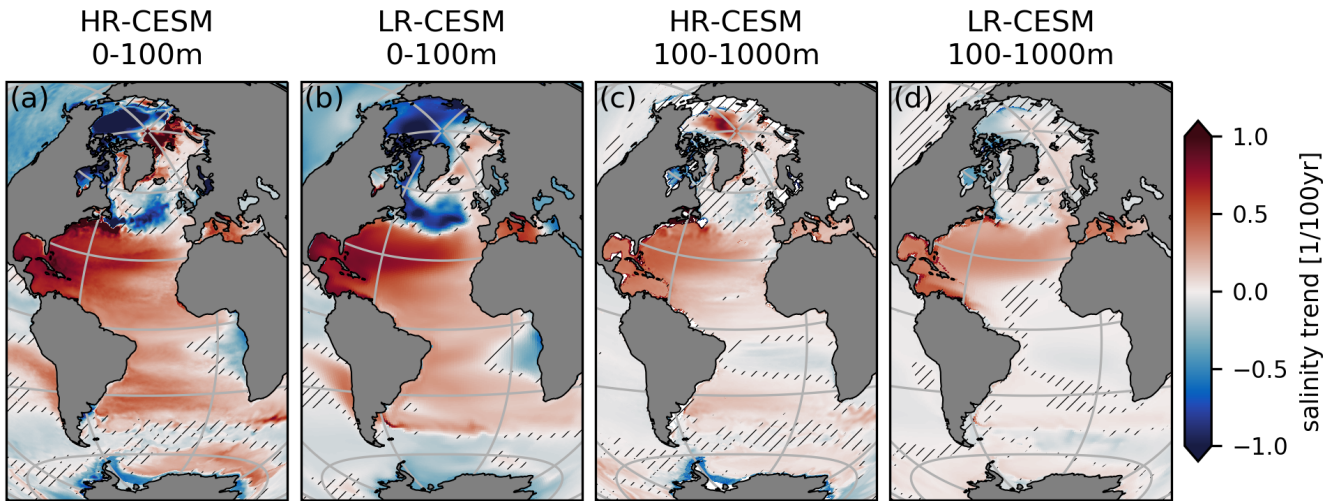 HR-CESM
0-100m
LR-CESM
0-100m
HR-CESM
100-1000m
LR-CESM
100-1000m
(a)
(b)
(c)
(d)
1.0
0.5
0.0
−0.5
−1.0
salinity trend [1/100yr]